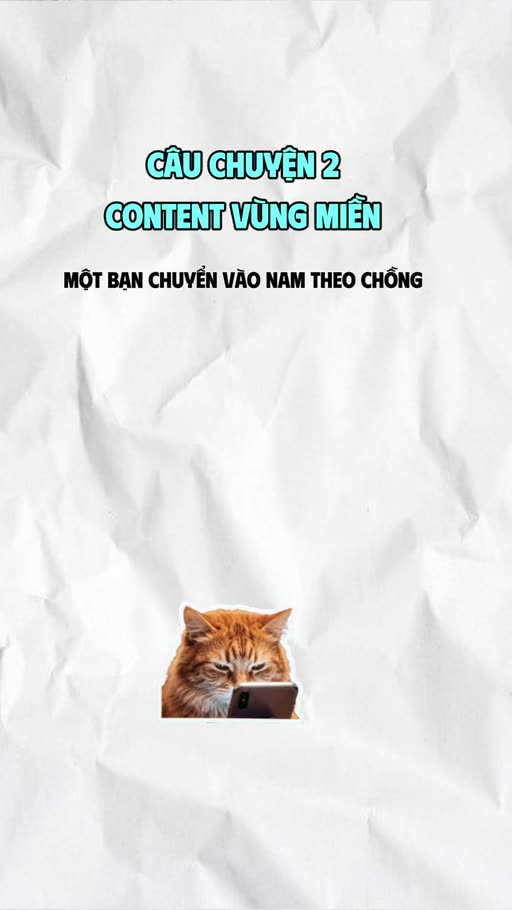 CÂU CHUYỆN 2
CONTENT VÙNG MIỀN
MỘT BẠN CHUYỂN VÀO NAM THEO CHỒNG